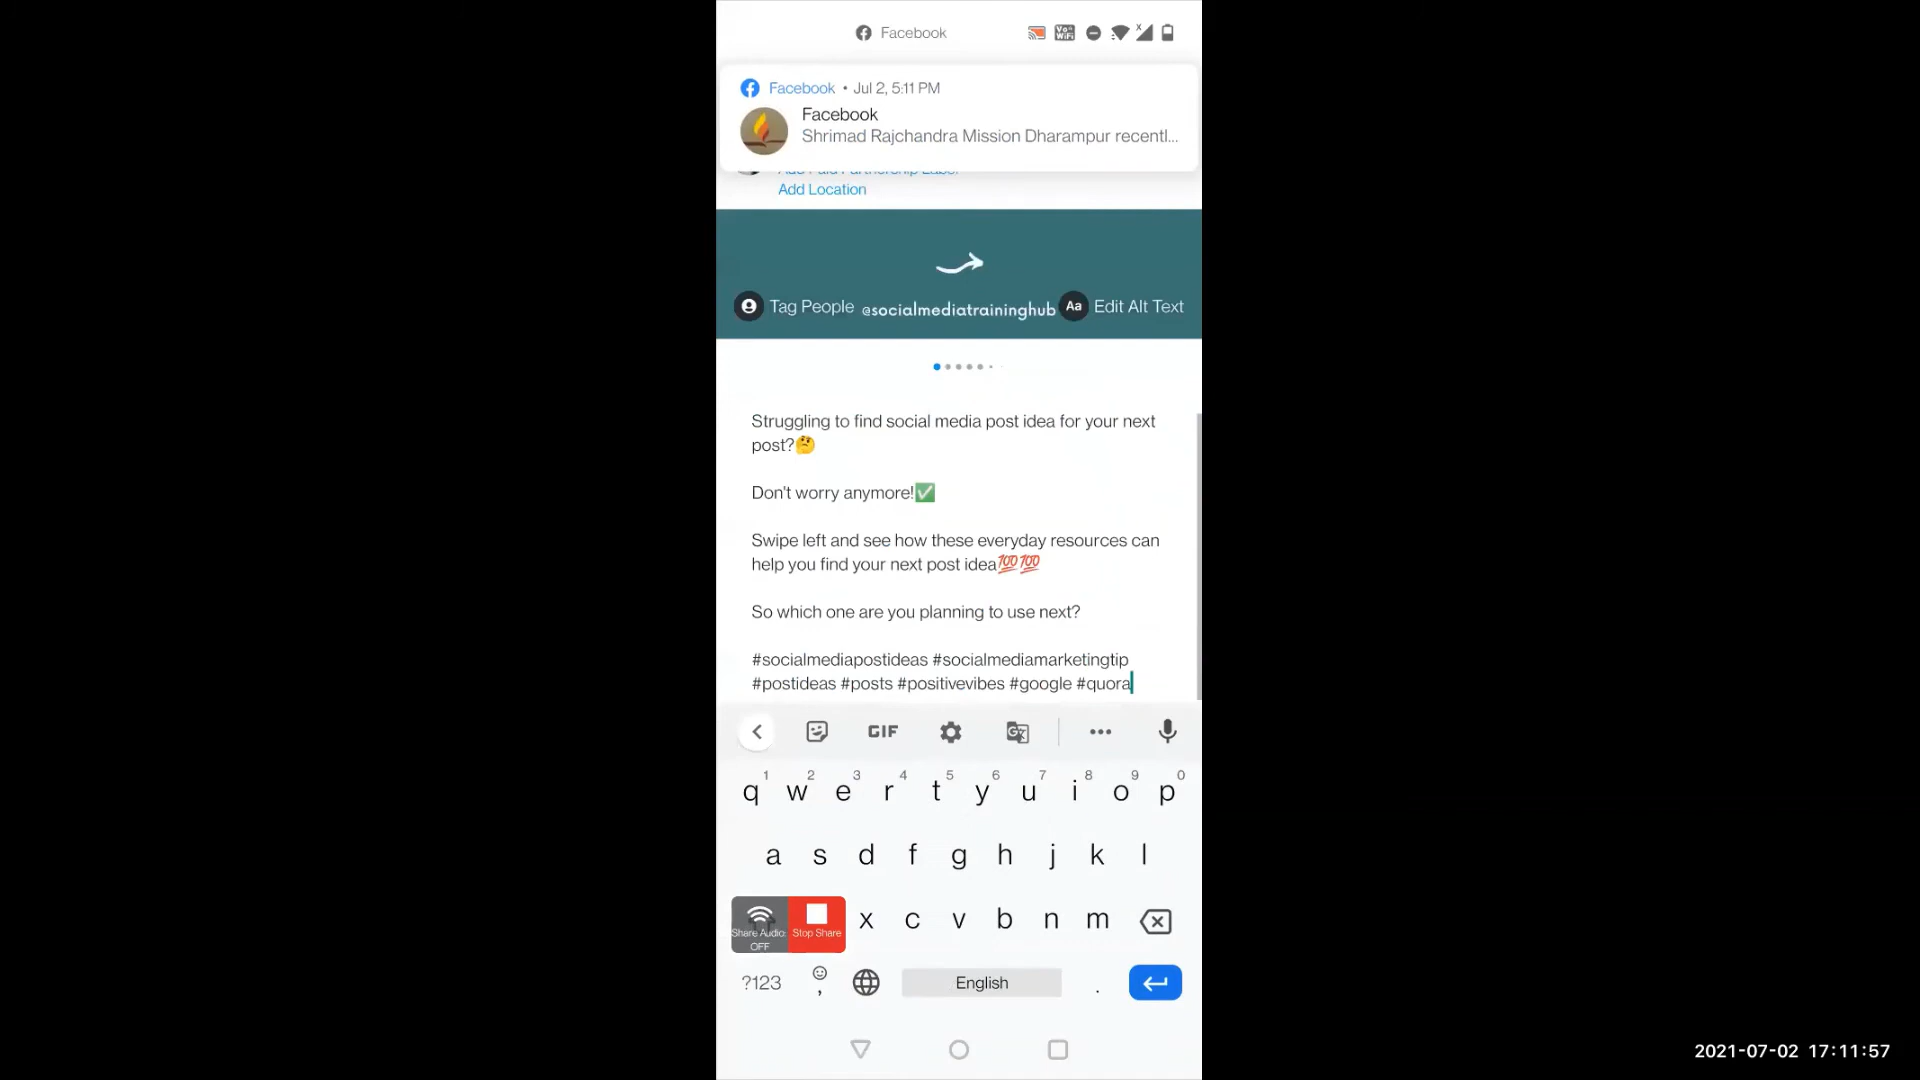 Facebook
Facebook • Jul 2, 5:11 PM
Facebook
Shrimad Rajchandra Mission Dharampur recentl...
Add Paid Partnership Label
Add Location
Tag People
@socialmediatraininghub
Aa Edit Alt Text
Struggling to find social media post idea for your next
post?🤔
Don't worry anymore!✅
Swipe left and see how these everyday resources can
help you find your next post idea💯💯
So which one are you planning to use next?
#socialmediapostideas #socialmediamarketingtip
#postideas #posts #positivevibes #google #quora
GIF
1 2 3 4 5 6 7 8 9 0
q w e r t y u i o p
a s d f g h j k l
x c v b n m
Share Audio:
OFF
Stop Share
?123 , English .
2021-07-02 17:11:57